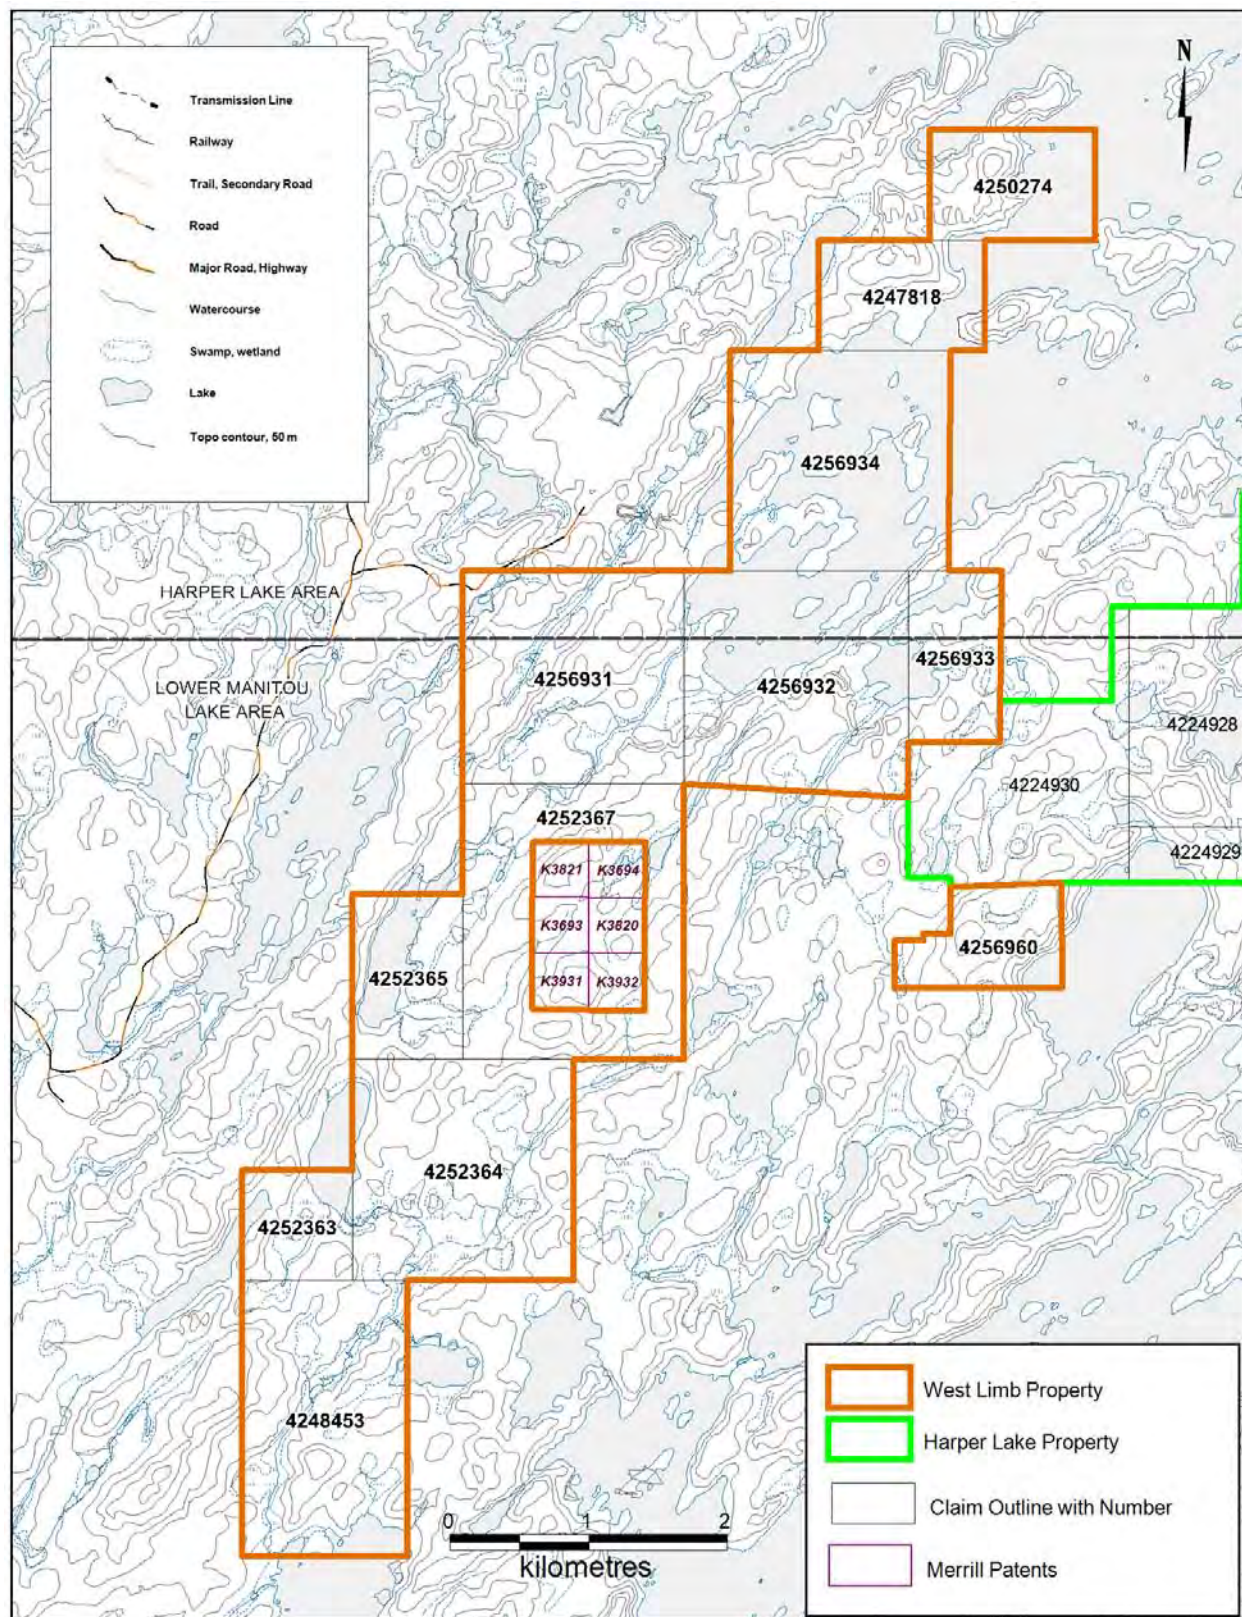 N
Transmission Line
Railway
Trail, Secondary Road
Road
Major Road, Highway
Watercourse
Swamp, wetland
Lake
Topo contour, 50 m
4250274
4247818
4256934
HARPER LAKE AREA
LOWER MANITOU
LAKE AREA
4256931
4256932
4256933
4224928
4224930
4224929
4252367
K3821
K3694
K3693
K3820
K3931
K3932
4252365
4256960
4252364
4252363
4248453
0 1 2
kilometres
West Limb Property
Harper Lake Property
Claim Outline with Number
Merrill Patents